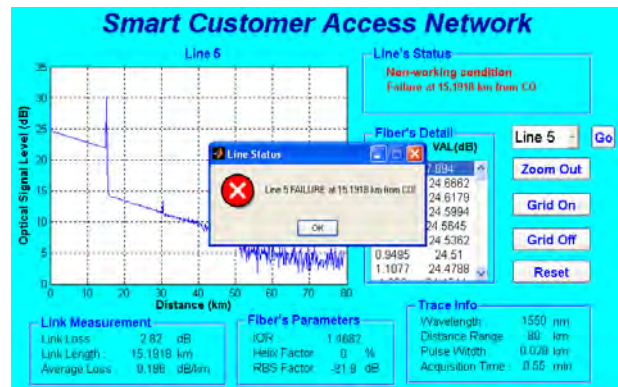 Smart Customer Access Network
Line 5
Optical Signal Level (dB)
35
30
25
20
15
10
5
0
0 10 20 30 40 50 60 70 80
Distance (km)
Line's Status
Non-working condition
Failure at 15.1918 km from CO
Fiber's Detail
VAL(dB)
24.6662
24.6179
24.5994
24.5645
24.5362
0.9495 24.51
1.1077 24.4788
Line Status
Line 5 FAILURE at 15.1918 km from CO!
OK
Line 5
Go
Zoom Out
Grid On
Grid Off
Reset
Link Measurement
Link Loss 2.82 dB
Link Length : 15.1918 km
Average Loss 0.186 dB/km
Fiber's Parameters
IOR : 1.4682
Helix Factor 0 %
RBS Factor -81.9 dB
Trace Info
Wavelength 1550 nm
Distance Range 80 km
Pulse Witdth 0.020 km
Acquisition Time : 0.55 min